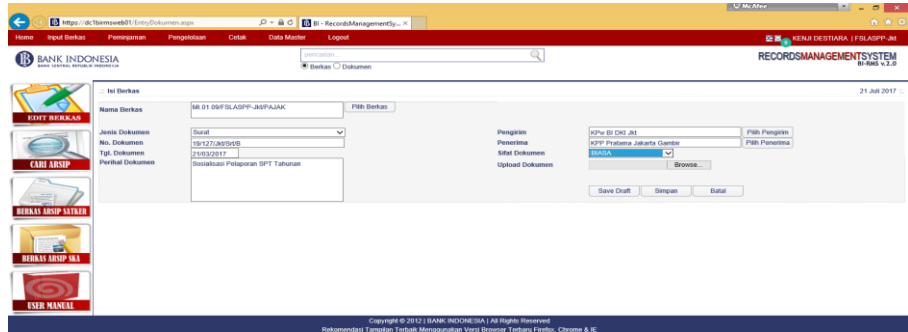 McAfee
https://dc1birmsweb01/EntryDokumen.aspx
BI - RecordsManagementSy...
Home Input Berkas Peminjaman Pengelolaan Cetak Data Master Logout
KENJI DESTIARA | FSLASPP-Jkt
BANK INDONESIA
BANK SENTRAL REPUBLIK INDONESIA
pencarian...
Berkas Dokumen
RECORDSMANAGEMENTSYSTEM
BI-RMS v.2.0
EDIT BERKAS
CARI ARSIP
BERKAS ARSIP SATKER
BERKAS ARSIP SKA
USER MANUAL
.:: Isi Berkas
21 Juli 2017 ::.
Nama Berkas MI.01.09/FSLASPP-Jkt/PAJAK Pilih Berkas
Jenis Dokumen Surat
No. Dokumen 19/127/Jkt/Srt/B
Tgl. Dokumen 21/03/2017
Perihal Dokumen Sosialisasi Pelaporan SPT Tahunan
Pengirim KPw BI DKI Jkt Pilih Pengirim
Penerima KPP Pratama Jakarta Gambir Pilih Penerima
Sifat Dokumen BIASA
Upload Dokumen Browse...
Save Draft Simpan Batal
Copyright © 2012 | BANK INDONESIA | All Rights Reserved
Rekomendasi Tampilan Terbaik Menggunakan Versi Browser Terbaru Firefox, Chrome & IE